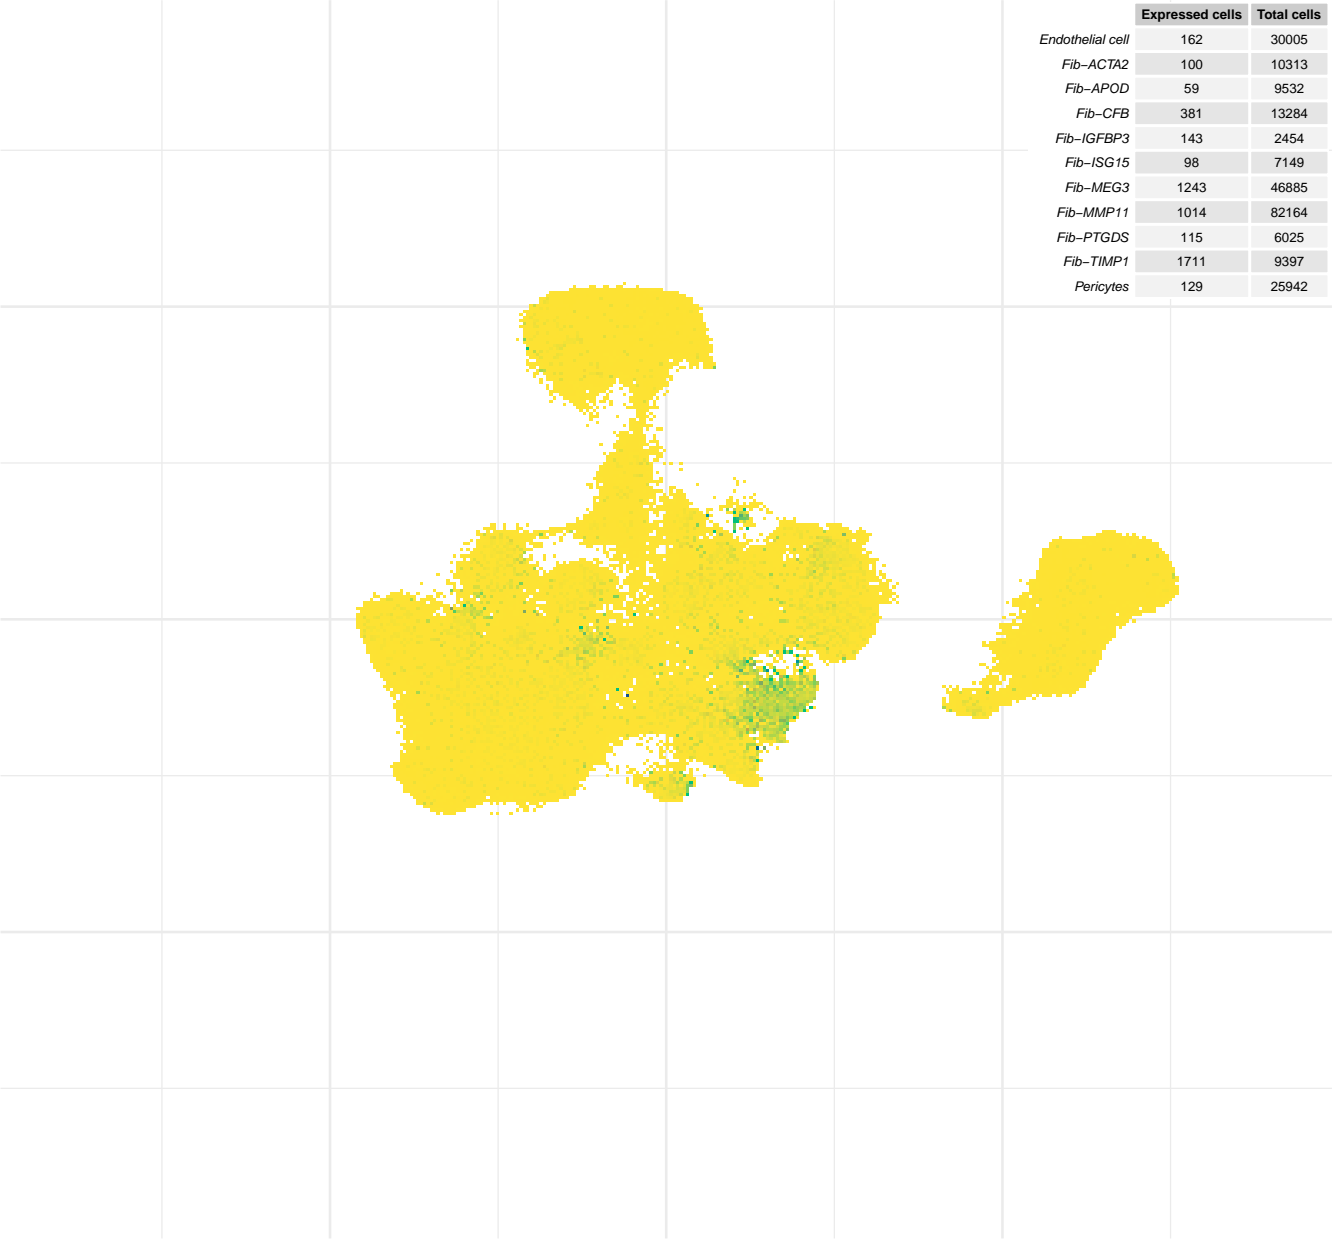 Expressed cells Total cells
Endothelial cell 162 30005
Fib−ACTA2 100 10313
Fib−APOD 59 9532
Fib−CFB 381 13284
Fib−IGFBP3 143 2454
Fib−ISG15 98 7149
Fib−MEG3 1243 46885
Fib−MMP11 1014 82164
Fib−PTGDS 115 6025
Fib−TIMP1 1711 9397
Pericytes 129 25942